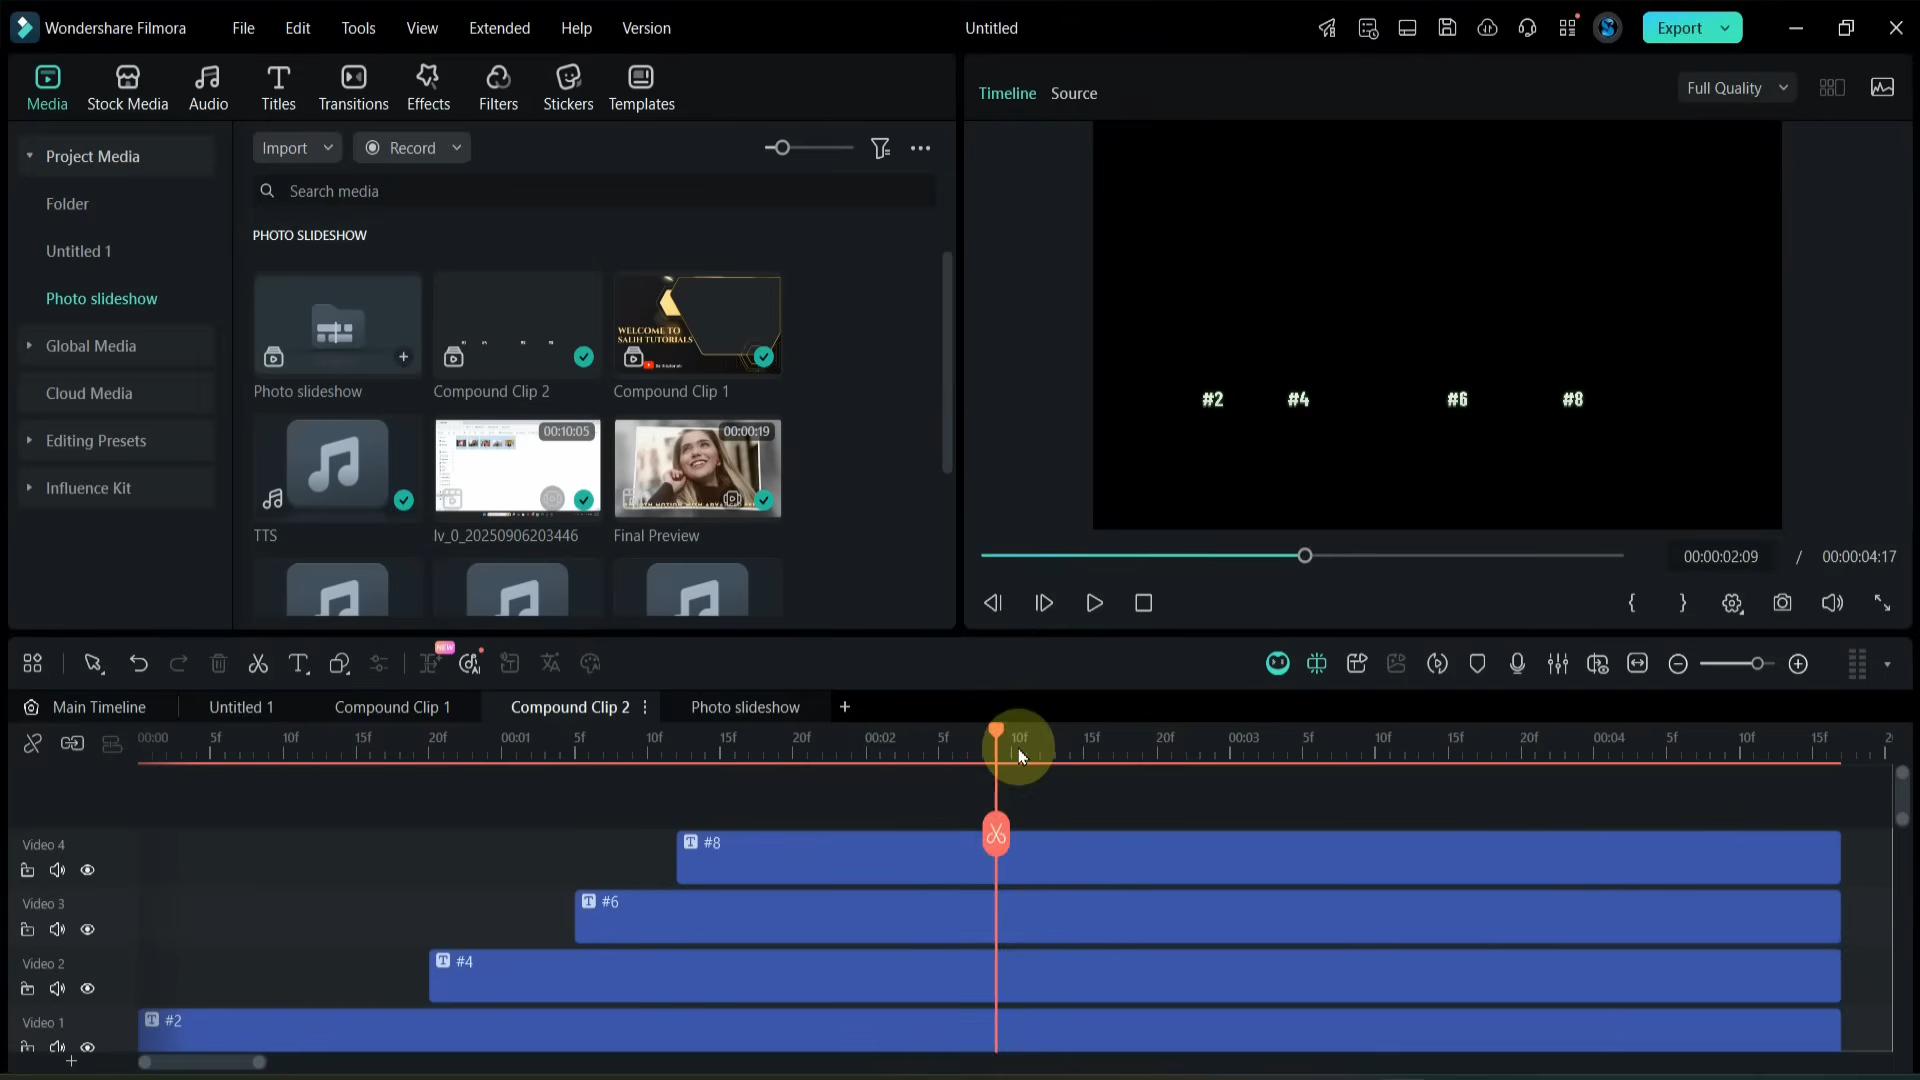 Wondershare Filmora File Edit Tools View Extended Help Version Untitled Export
Media Stock Media Audio Titles Transitions Effects Filters Stickers Templates
Timeline Source Full Quality
Project Media
Folder
Untitled 1
Photo slideshow
Global Media
Cloud Media
Editing Presets
Influence Kit
Import Record
Search media
PHOTO SLIDESHOW
WELCOME TO
SALIH TUTORIALS
Photo slideshow Compound Clip 2 Compound Clip 1
00:10:05 00:00:19
TTS lv_0_20250906203446 Final Preview
#2 #4 #6 #8
00:00:02:09 / 00:00:04:17
NEW
Main Timeline Untitled 1 Compound Clip 1 Compound Clip 2 Photo slideshow
00:00 5f 10f 15f 20f 00:01 5f 10f 15f 20f 00:02 5f 10f 15f 20f 00:03 5f 10f 15f 20f 00:04 5f 10f 15f 2
Video 4 #8
Video 3 #6
Video 2 #4
Video 1 #2